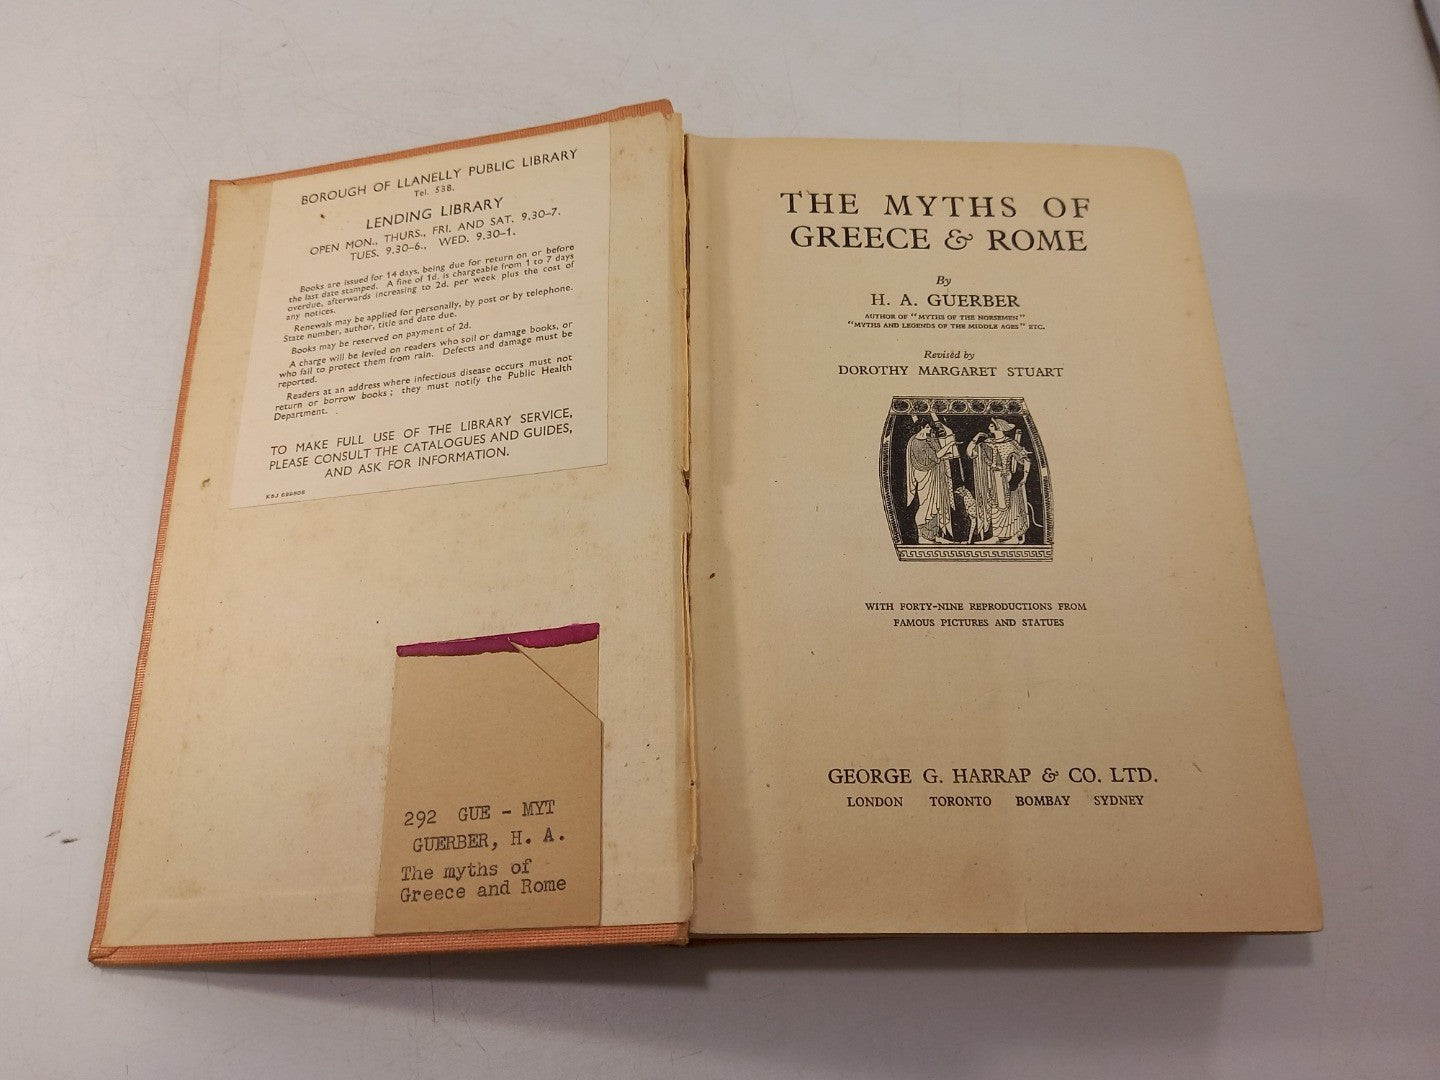 BOROUGH OF LLANELLY PUBLIC LIBRARY
Tel. 538.
LENDING LIBRARY
OPEN MON., THURS., FRI. AND SAT. 9.30–7.
TUES. 9.30–6., WED. 9.30–1.
Books are issued for 14 days, being due for return on or before
the last date stamped. A fine of 1d. is chargeable from 1 to 7 days
overdue, afterwards increasing to 2d. per week plus the cost of
any notices.
Renewals may be applied for personally, by post or by telephone.
State number, author, title and date due.
Books may be reserved on payment of 2d.
A charge will be levied on readers who soil or damage books, or
who fail to protect them from rain. Defects and damage must be
reported.
Readers at an address where infectious disease occurs must not
return or borrow books; they must notify the Public Health
Department.
TO MAKE FULL USE OF THE LIBRARY SERVICE,
PLEASE CONSULT THE CATALOGUES AND GUIDES,
AND ASK FOR INFORMATION.
292 GUE - MYT
GUERBER, H. A.
The myths of
Greece and Rome
THE MYTHS OF
GREECE & ROME
By
H. A. GUERBER
AUTHOR OF "MYTHS OF THE NORSEMEN"
"MYTHS AND LEGENDS OF THE MIDDLE AGES" ETC.
Revised by
DOROTHY MARGARET STUART
WITH FORTY-NINE REPRODUCTIONS FROM
FAMOUS PICTURES AND STATUES
GEORGE G. HARRAP & CO. LTD.
LONDON TORONTO BOMBAY SYDNEY